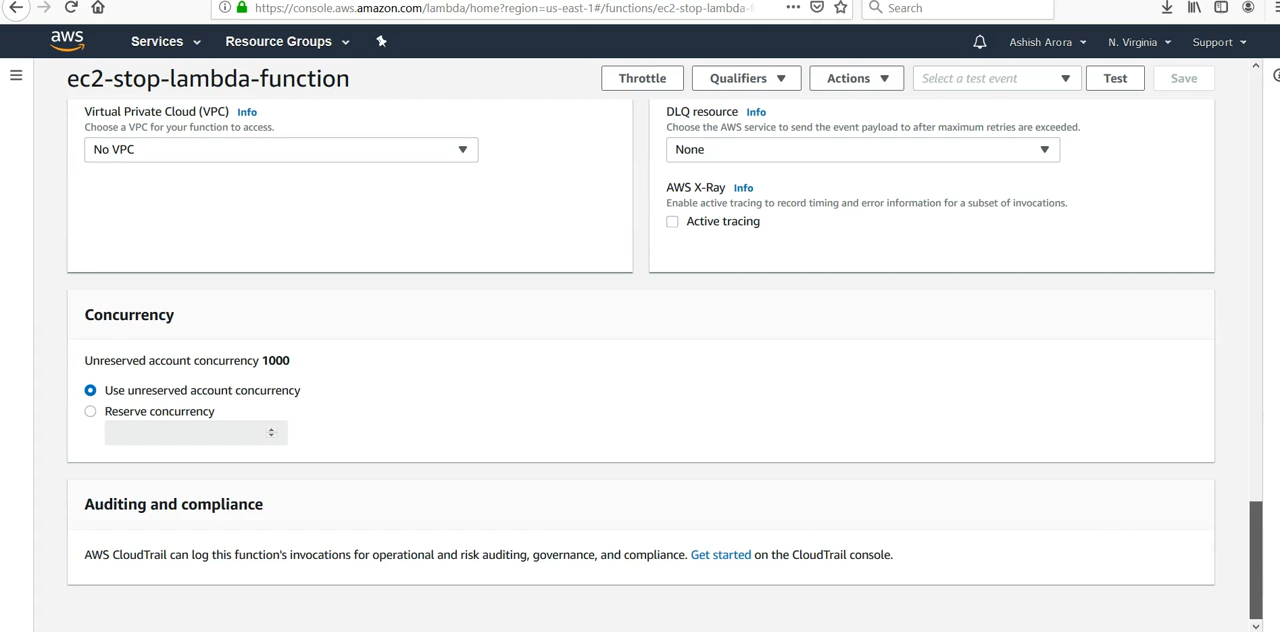 https://console.aws.amazon.com/lambda/home?region=us-east-1#/functions/ec2-stop-lambda-f
Search
aws Services Resource Groups Ashish Arora N. Virginia Support
ec2-stop-lambda-function Throttle Qualifiers Actions Select a test event Test Save
Virtual Private Cloud (VPC) Info
Choose a VPC for your function to access.
No VPC
DLQ resource Info
Choose the AWS service to send the event payload to after maximum retries are exceeded.
None
AWS X-Ray Info
Enable active tracing to record timing and error information for a subset of invocations.
Active tracing
Concurrency
Unreserved account concurrency 1000
Use unreserved account concurrency
Reserve concurrency
Auditing and compliance
AWS CloudTrail can log this function's invocations for operational and risk auditing, governance, and compliance. Get started on the CloudTrail console.